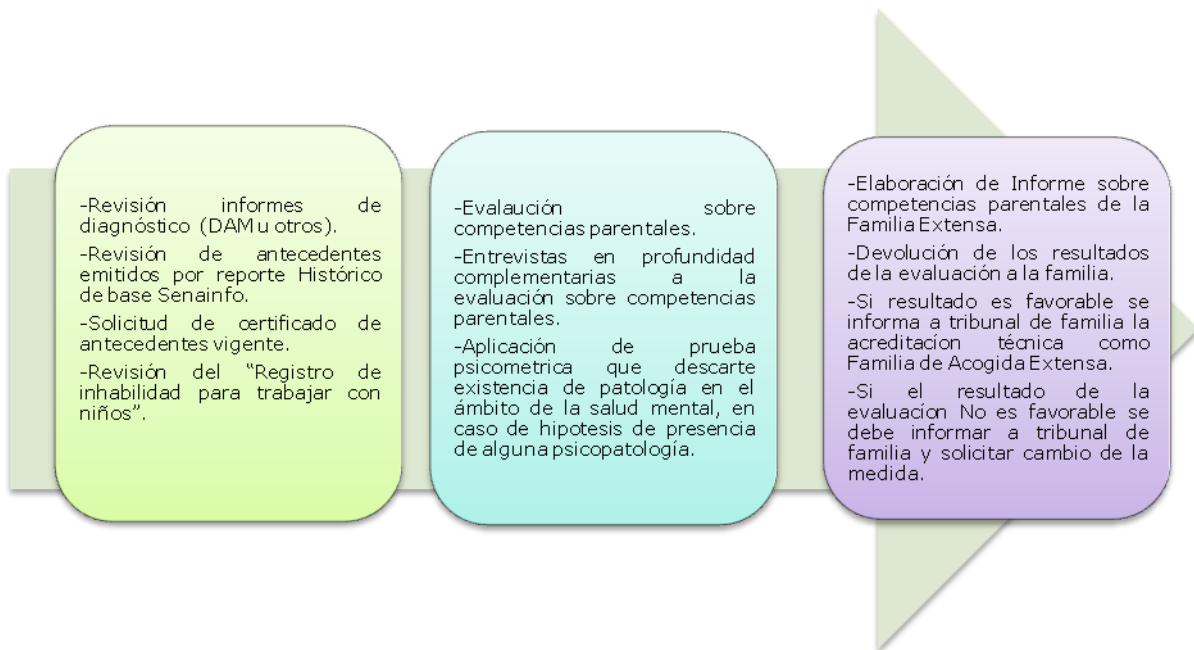 -Revisión informes de
diagnóstico (DAM u otros).
-Revisión de antecedentes
emitidos por reporte Histórico
de base Senainfo.
-Solicitud de certificado de
antecedentes vigente.
-Revisión del “Registro de
inhabilidad para trabajar con
niños”.
-Evalaución sobre
competencias parentales.
-Entrevistas en profundidad
complementarias a la
evaluación sobre competencias
parentales.
-Aplicación de prueba
psicometrica que descarte
existencia de patología en el
ámbito de la salud mental, en
caso de hipotesis de presencia
de alguna psicopatología.
-Elaboración de Informe sobre
competencias parentales de la
Familia Extensa.
-Devolución de los resultados
de la evaluación a la familia.
-Si resultado es favorable se
informa a tribunal de familia la
acreditacíon técnica como
Familia de Acogida Extensa.
-Si el resultado de la
evaluacíon No es favorable se
debe informar a tribunal de
familia y solicitar cambio de la
medida.